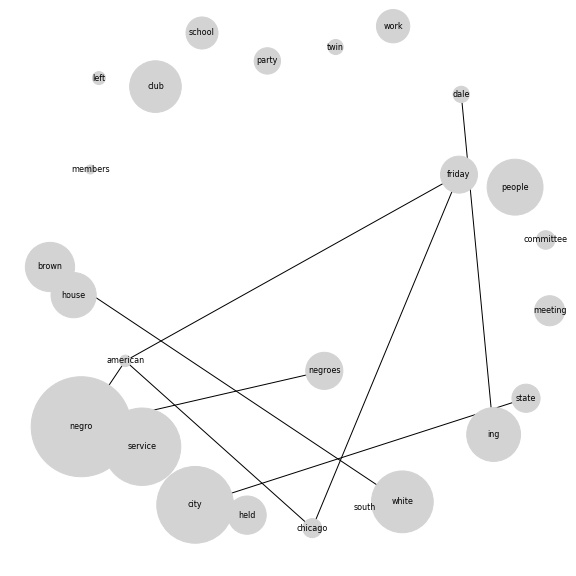 work
school
twin
party
left
club
dale
members
friday
people
committee
brown
house
meeting
american
negroes
state
negro
ing
service
white
city
south
held
chicago